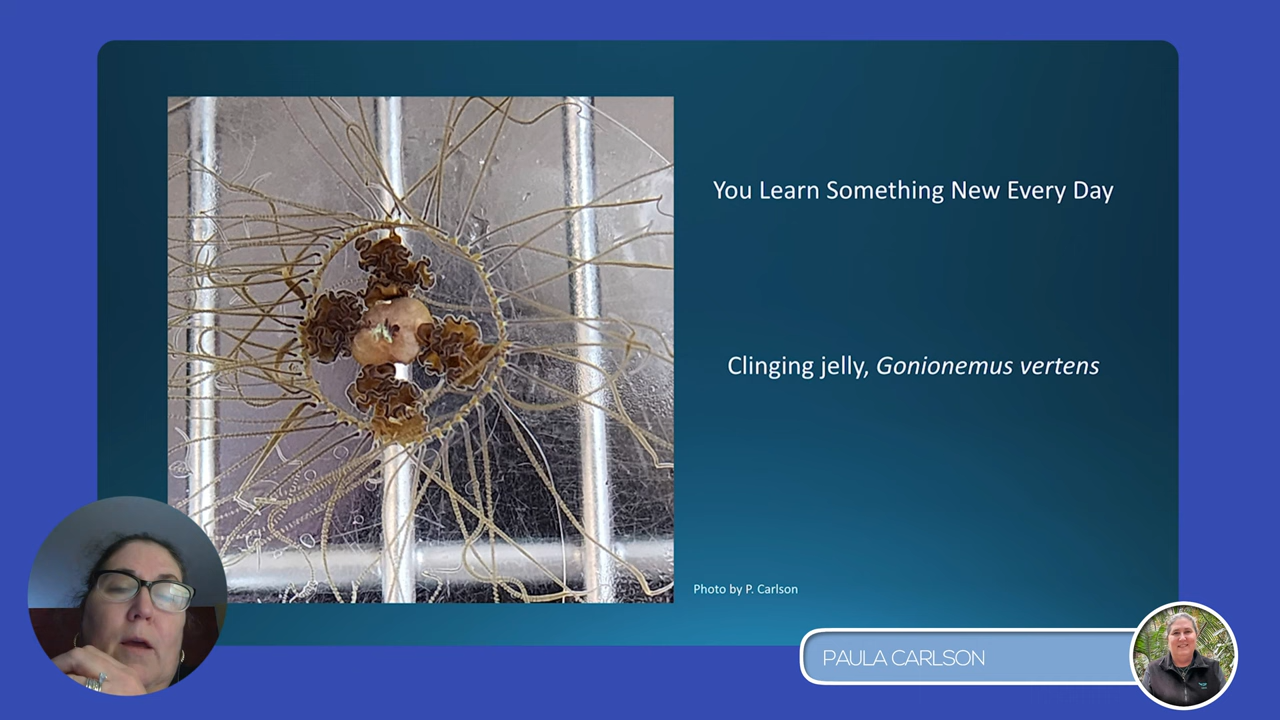 You Learn Something New Every Day
Clinging jelly, Gonionemus vertens
Photo by P. Carlson
PAULA CARLSON